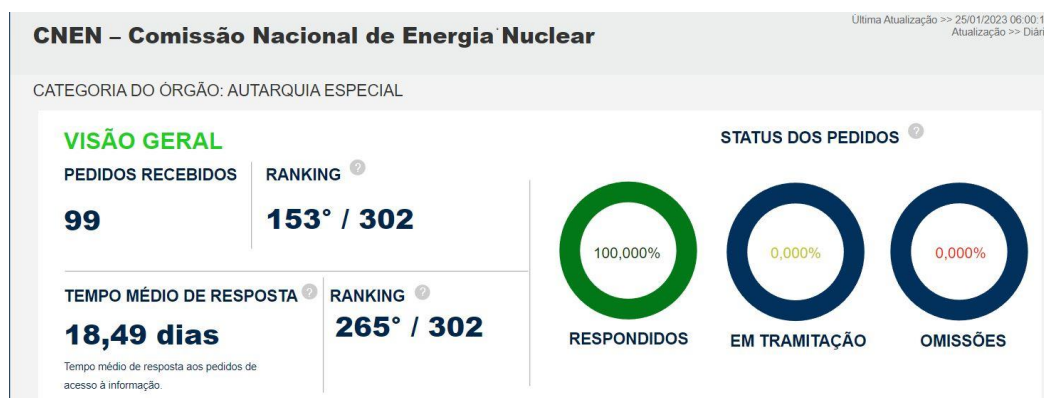 Última Atualização >> 25/01/2023 06:00:1
Atualização >> Diári
CNEN – Comissão Nacional de Energia Nuclear
CATEGORIA DO ÓRGÃO: AUTARQUIA ESPECIAL
VISÃO GERAL
PEDIDOS RECEBIDOS
99
RANKING ?
153° / 302
TEMPO MÉDIO DE RESPOSTA ?
18,49 dias
Tempo médio de resposta aos pedidos de
acesso à informação.
RANKING ?
265° / 302
STATUS DOS PEDIDOS ?
100,000%
RESPONDIDOS
0,000%
EM TRAMITAÇÃO
0,000%
OMISSÕES